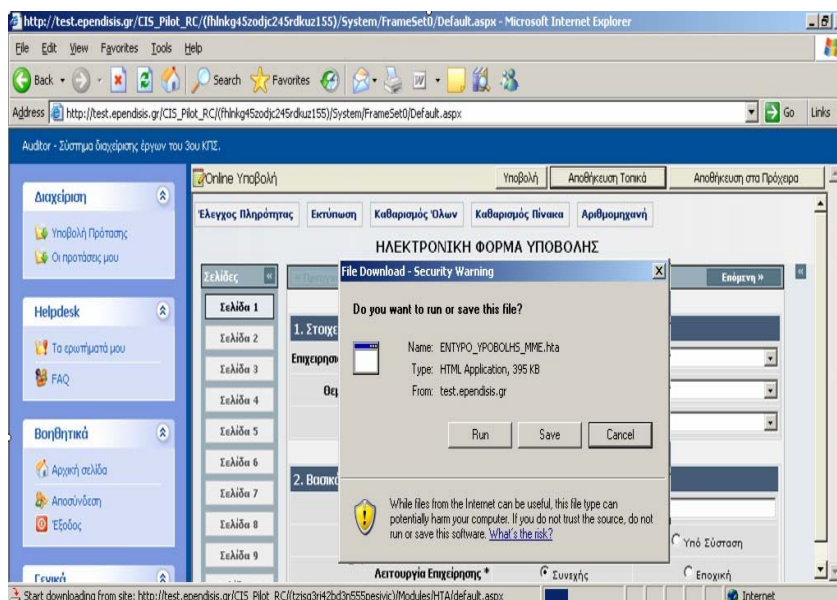 http://test.ependisis.gr/CIS_Pilot_RC/(fhlnkg45zodjc245rdkuz155)/System/FrameSet0/Default.aspx - Microsoft Internet Explorer
File Edit View Favorites Tools Help
Back Search Favorites
Address http://test.ependisis.gr/CIS_Pilot_RC/(fhlnkg45zodjc245rdkuz155)/System/FrameSet0/Default.aspx Go Links
Auditor - Σύστημα διαχείρισης έργων του 3ου ΚΠΣ.
Online Υποβολή Υποβολή Αποθήκευση Τοπικά Αποθήκευση στα Πρόχειρα
Διαχείριση
Υποβολή Πρότασης
Οι προτάσεις μου
Helpdesk
Τα ερωτήματά μου
FAQ
Βοηθητικά
Αρχική σελίδα
Αποσύνδεση
Έξοδος
Γενικά
Έλεγχος Πληρότητας Εκτύπωση Καθαρισμός Όλων Καθαρισμός Πίνακα Αριθμομηχανή
ΗΛΕΚΤΡΟΝΙΚΗ ΦΟΡΜΑ ΥΠΟΒΟΛΗΣ
Σελίδες « Επόμενη »
Σελίδα 1
Σελίδα 2
Σελίδα 3
Σελίδα 4
Σελίδα 5
Σελίδα 6
Σελίδα 7
Σελίδα 8
Σελίδα 9
1. Στοιχε
Επιχειρησι
Θεμ
2. Βασικά
Υπό Σύσταση
Λειτουργία Επιχείρησης * Συνεχής Εποχική
File Download - Security Warning
Do you want to run or save this file?
Name: ENTYPO_YPOBOLHS_MME.hta
Type: HTML Application, 395 KB
From: test.ependisis.gr
Run Save Cancel
While files from the Internet can be useful, this file type can
potentially harm your computer. If you do not trust the source, do not
run or save this software. What's the risk?
Start downloading from site: http://test.ependisis.gr/CIS_Pilot_RC/(tzisq3rj42bd3n555pesivic)/Modules/HTA/default.aspx Internet